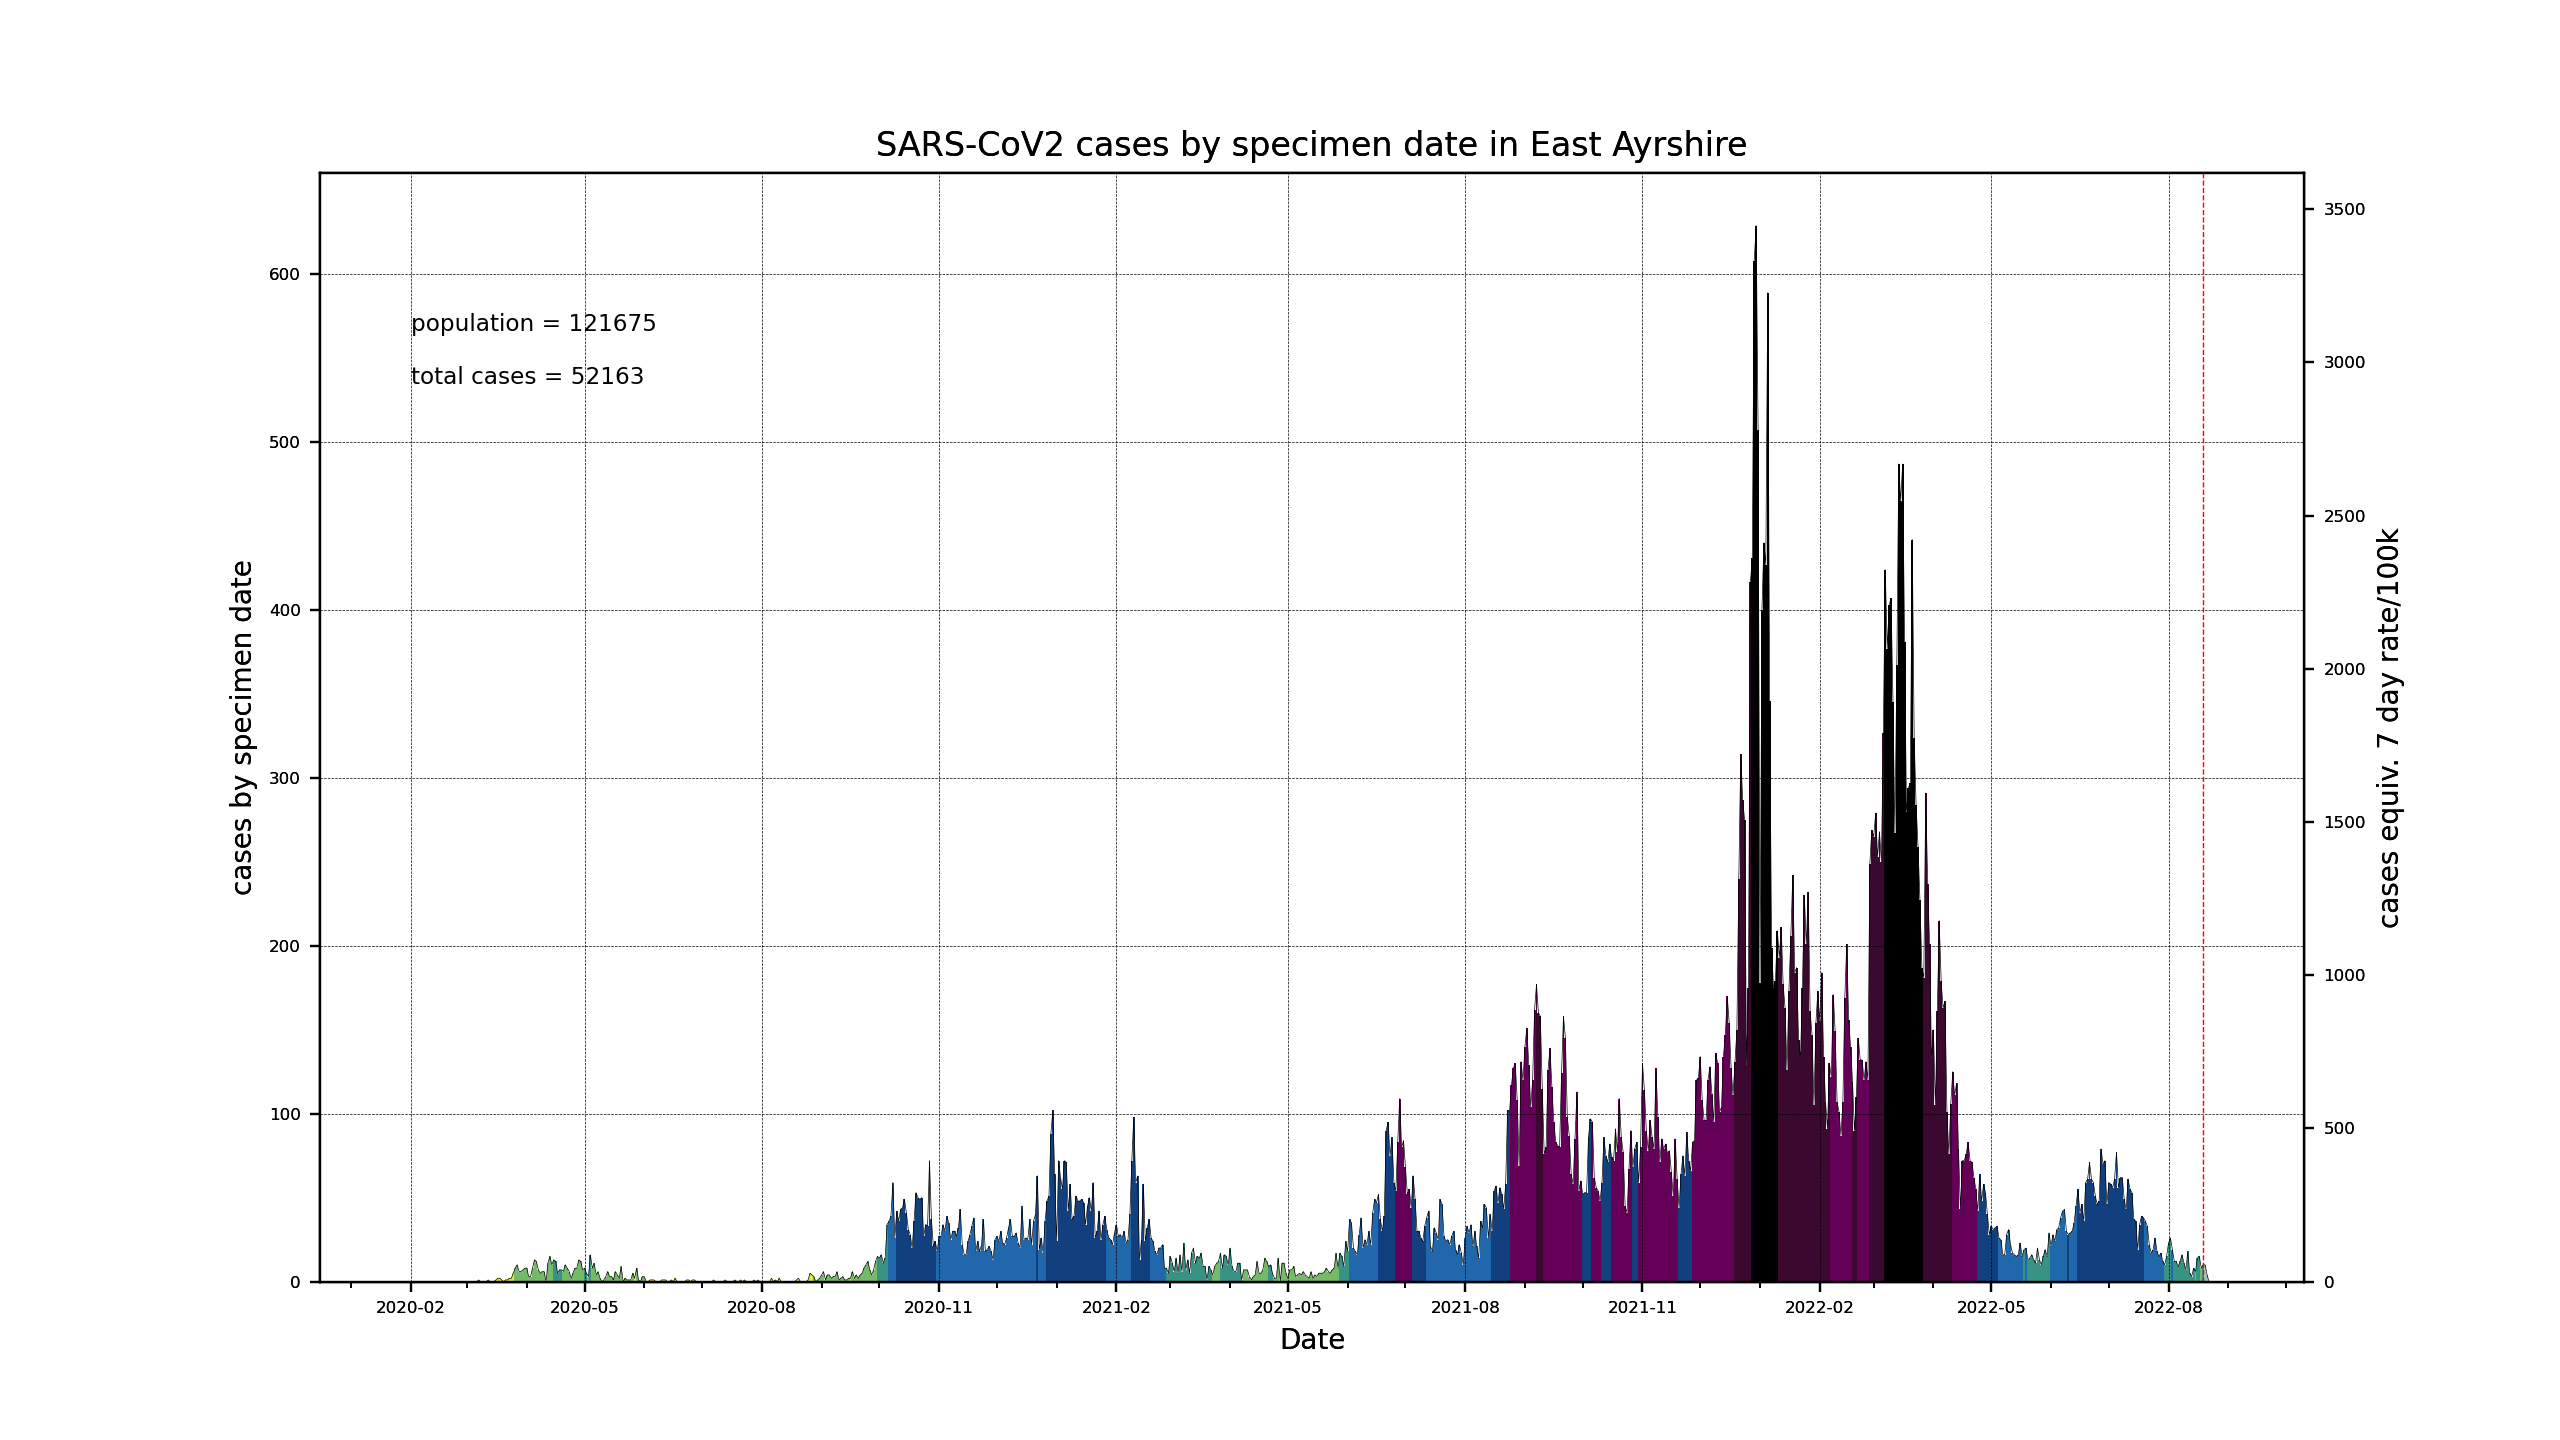 SARS-CoV2 cases by specimen date in East Ayrshire
population = 121675
total cases = 52163
cases by specimen date
600
500
400
300
200
100
0
3500
3000
2500
2000
1500
1000
500
0
cases equiv. 7 day rate/100k
2020-02 2020-05 2020-08 2020-11 2021-02 2021-05 2021-08 2021-11 2022-02 2022-05 2022-08
Date